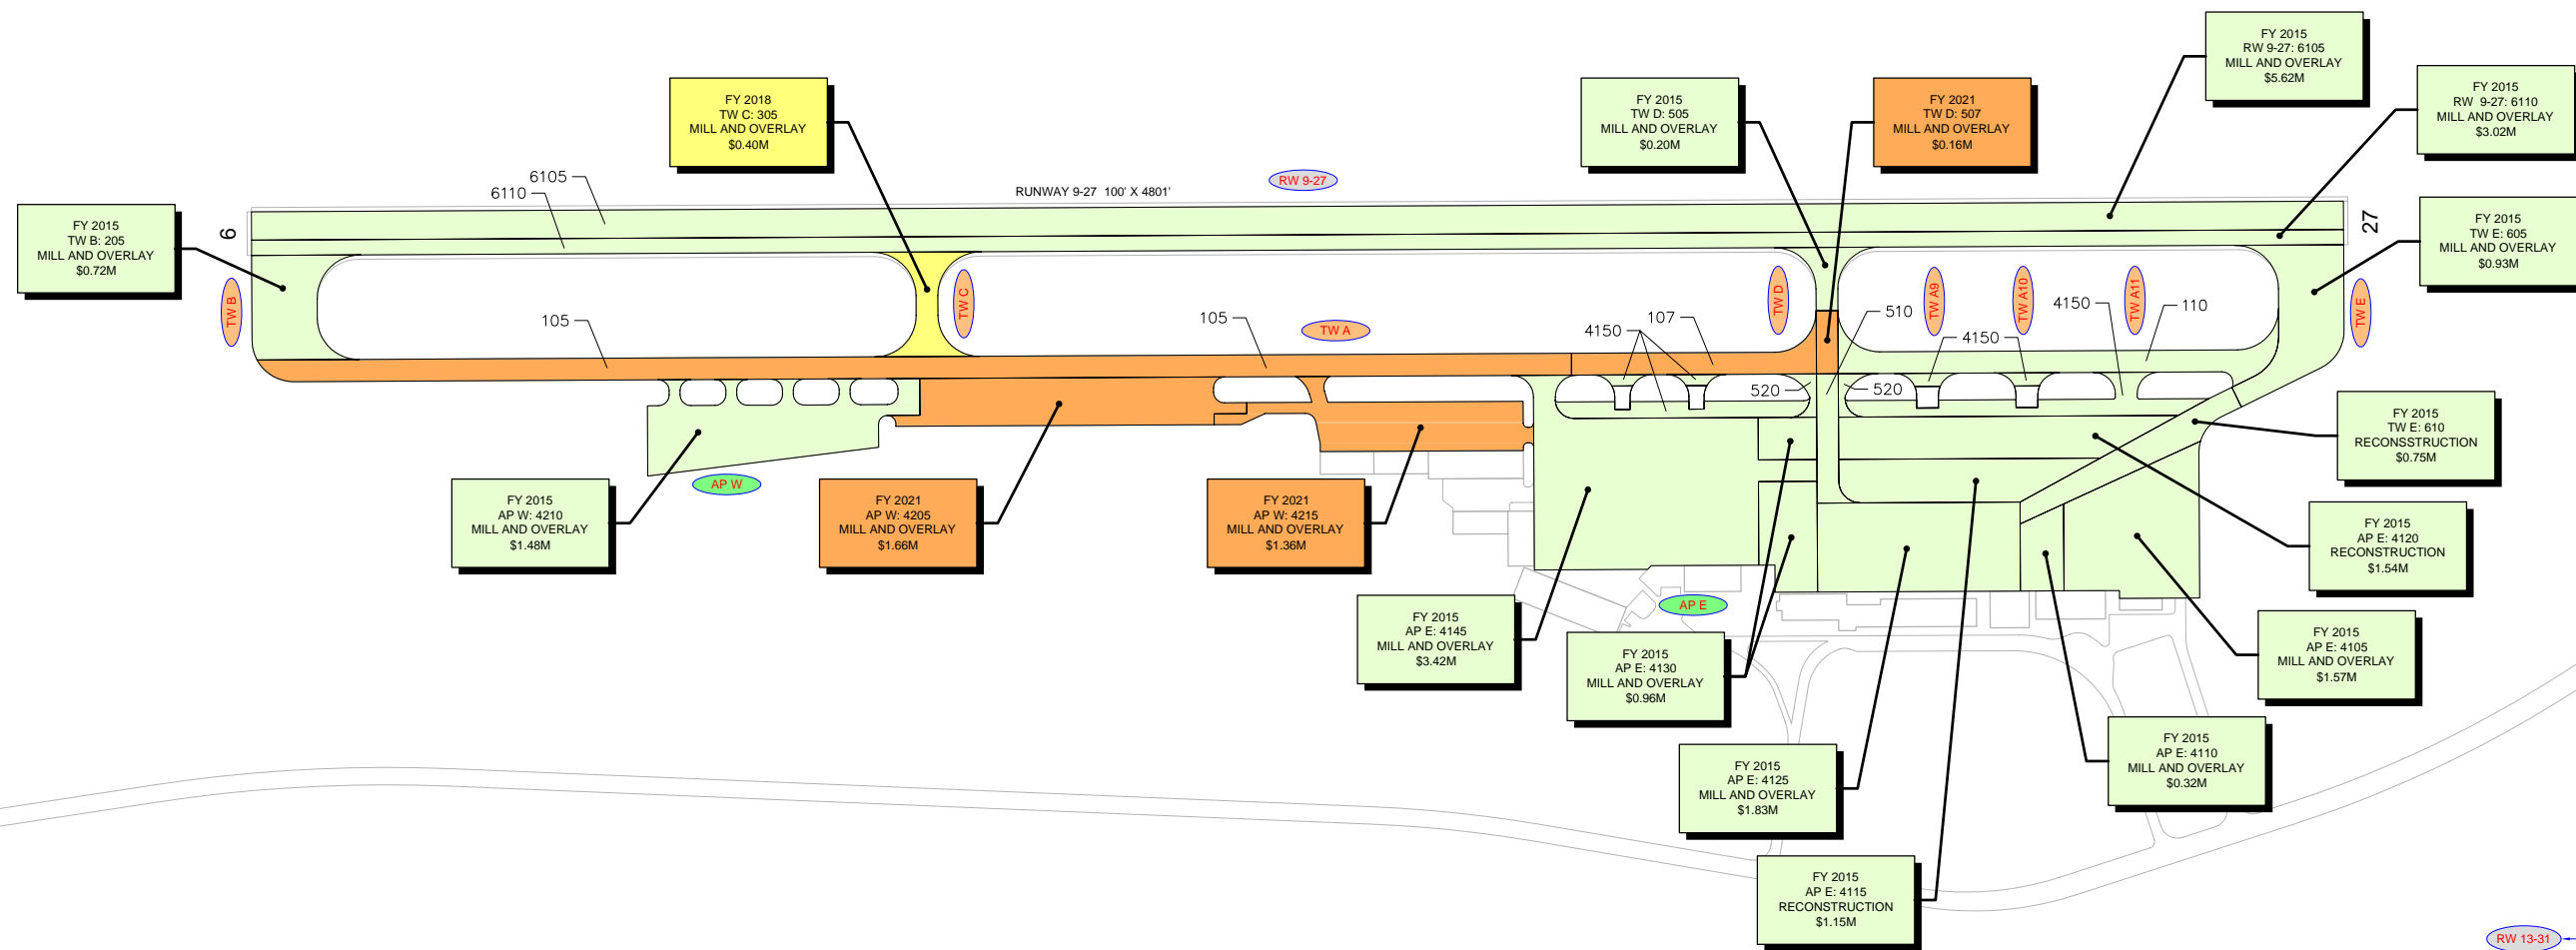 FY 2015
RW 9-27: 6105
MILL AND OVERLAY
$5.62M
FY 2015
RW 9-27: 6110
MILL AND OVERLAY
$3.02M
FY 2018
TW C: 305
MILL AND OVERLAY
$0.40M
FY 2015
TW D: 505
MILL AND OVERLAY
$0.20M
FY 2021
TW D: 507
MILL AND OVERLAY
$0.16M
6105
6110
RUNWAY 9-27 100' X 4801'
RW 9-27
FY 2015
TW B: 205
MILL AND OVERLAY
$0.72M
9
27
FY 2015
TW E: 605
MILL AND OVERLAY
$0.93M
TW B
TW C
TW D
TW A9
TW A10
TW A11
TW E
105
105
TW A
4150
107
510
4150
4150
110
520
520
FY 2015
TW E: 610
RECONSSTRUCTION
$0.75M
AP W
FY 2015
AP W: 4210
MILL AND OVERLAY
$1.48M
FY 2021
AP W: 4205
MILL AND OVERLAY
$1.66M
FY 2021
AP W: 4215
MILL AND OVERLAY
$1.36M
FY 2015
AP E: 4120
RECONSTRUCTION
$1.54M
FY 2015
AP E: 4145
MILL AND OVERLAY
$3.42M
AP E
FY 2015
AP E: 4130
MILL AND OVERLAY
$0.96M
FY 2015
AP E: 4105
MILL AND OVERLAY
$1.57M
FY 2015
AP E: 4110
MILL AND OVERLAY
$0.32M
FY 2015
AP E: 4125
MILL AND OVERLAY
$1.83M
FY 2015
AP E: 4115
RECONSTRUCTION
$1.15M
RW 13-31